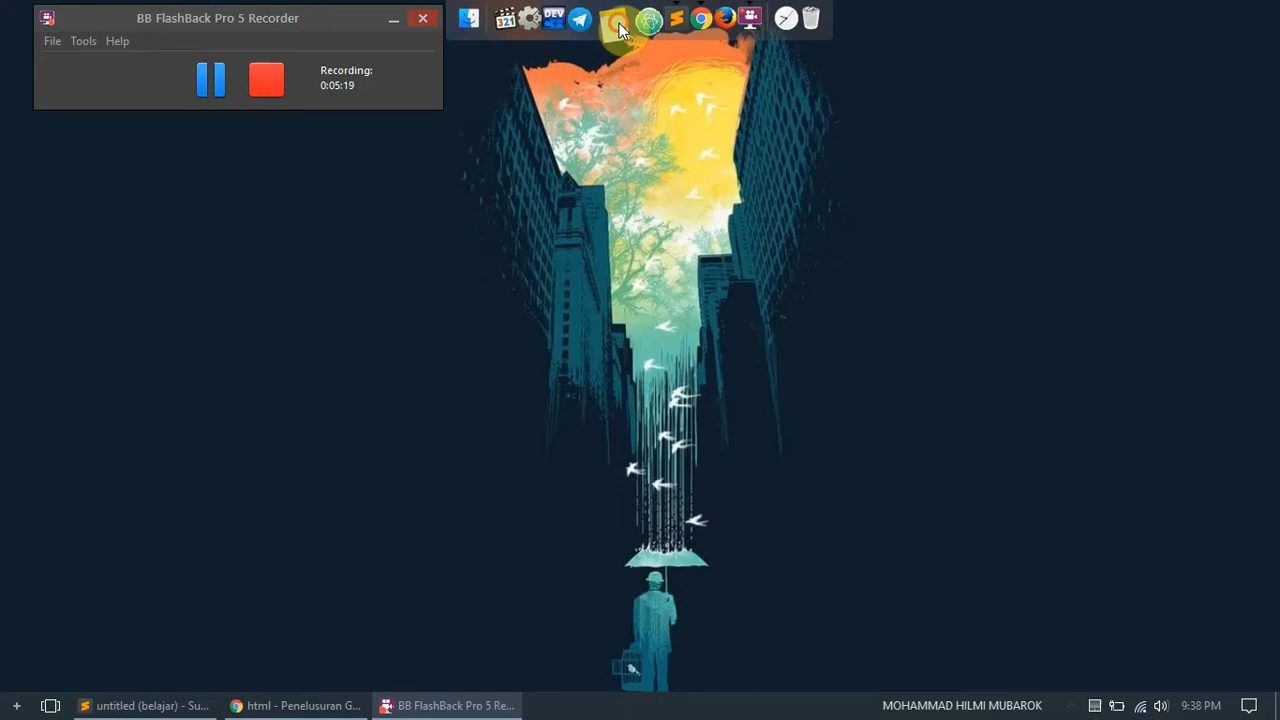 BB FlashBack Pro 5 Recorder
File Tools Help
Recording:
0:05:19
321
DEV
untitled (belajar) - Su...
html - Penelusuran G...
BB FlashBack Pro 5 Re...
MOHAMMAD HILMI MUBAROK
9:38 PM